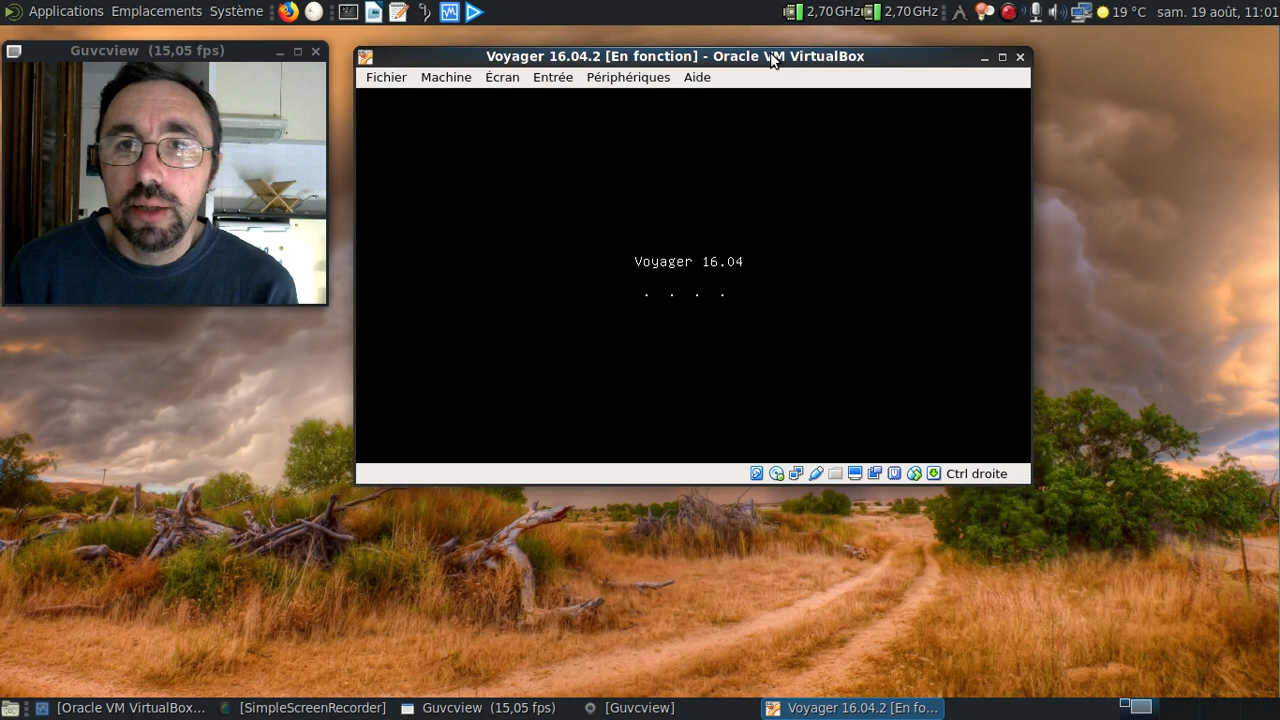 Applications Emplacements Système 2,70 GHz 2,70 GHz 19 °C sam. 19 août, 11:01
Guvcview (15,05 fps)
Voyager 16.04.2 [En fonction] - Oracle VM VirtualBox
Fichier Machine Écran Entrée Périphériques Aide
Voyager 16.04
. . . .
Ctrl droite
[Oracle VM VirtualBox... [SimpleScreenRecorder] Guvcview (15,05 fps) [Guvcview] Voyager 16.04.2 [En fo...